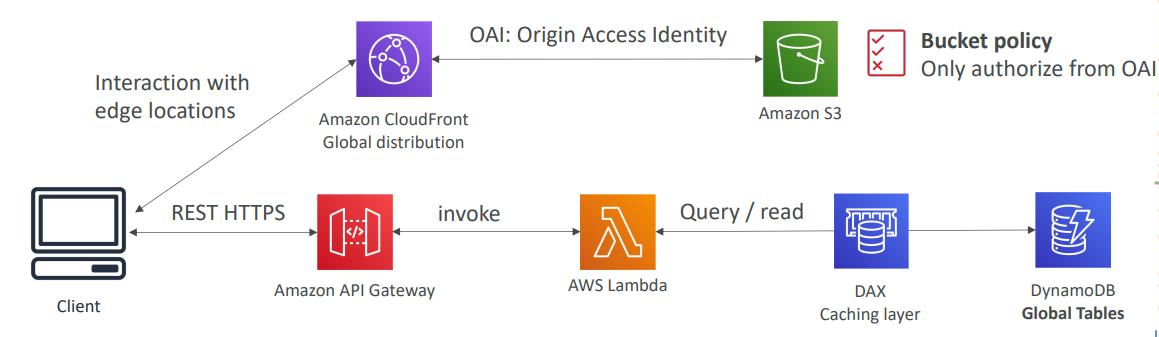 OAI: Origin Access Identity
Bucket policy
Only authorize from OAI
Interaction with
edge locations
Amazon CloudFront
Global distribution
Amazon S3
REST HTTPS
invoke
Query / read
Client
Amazon API Gateway
AWS Lambda
DAX
Caching layer
DynamoDB
Global Tables